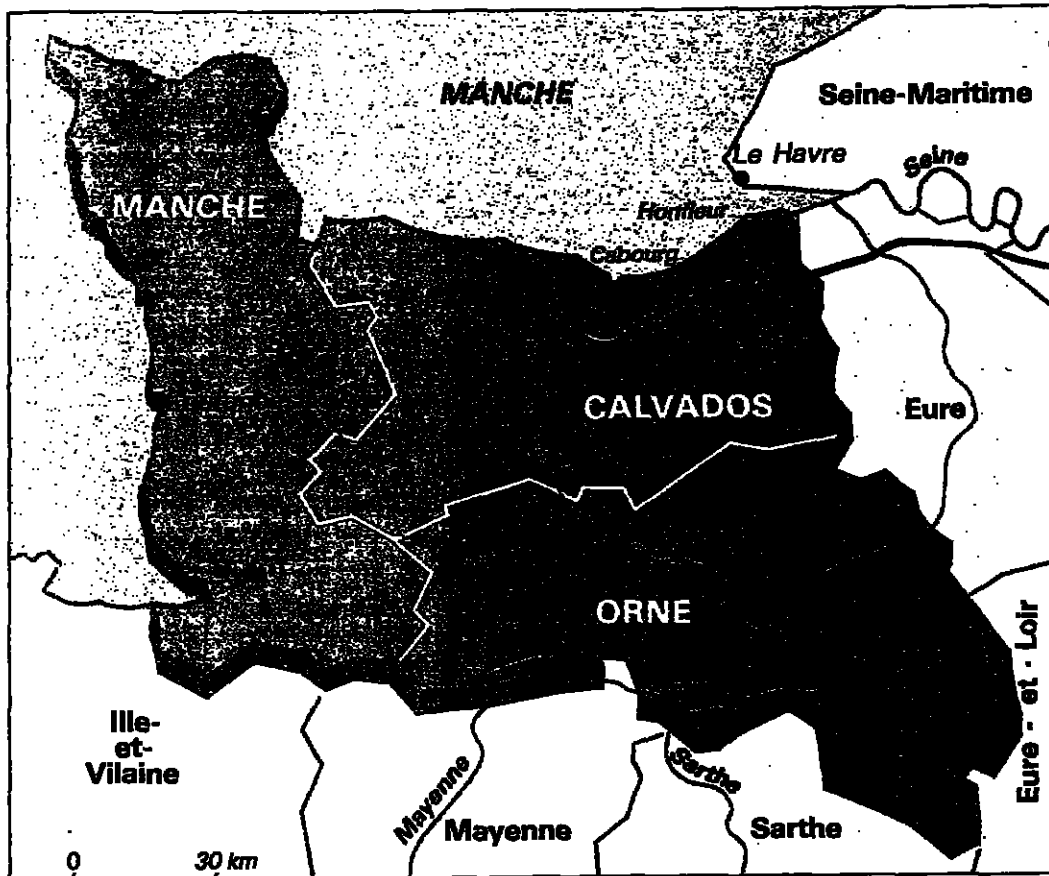 MANCHE
Seine-Maritime
Le Havre
Seine
MANCHE
Honfleur
Cabourg
CALVADOS
Eure
ORNE
Eure - et - Loir
Ille-
et-
Vilaine
Mayenne
Sarthe
Mayenne
Sarthe
0 30 km